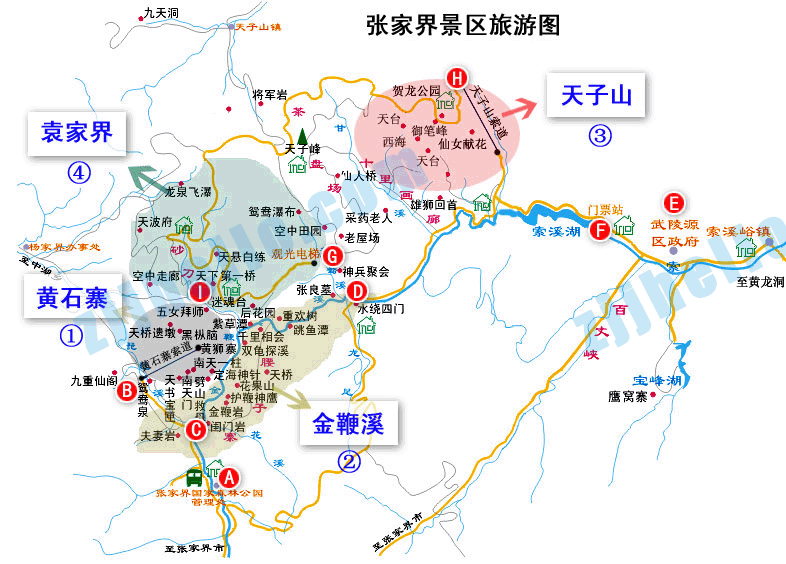 张家界景区旅游图
九天洞
天子山镇
将军岩
贺龙公园
H
天子山索道
天子山
③
天台
御笔峰
西海
仙女献花
天台
袁家界
④
茶盘场
甘溪
十里画廊
天子峰
仙人桥
龙泉飞瀑
鸳鸯瀑布
采药老人
雄狮回首
天波府
空中田园
老屋场
门票站
F
E
武陵源
区政府
索溪峪镇
索溪湖
索
至黄龙洞
杨家界办事处
至中湖
砂刀
天悬白练
观光电梯
G
神兵聚会
空中走廊
天下第一桥
I
迷魂台
张良墓
D
水绕四门
黄石寨
①
五女拜师
后花园
重欢树
紫草潭
跳鱼潭
天桥遗墩
黑枞脑
千里相会
黄石寨索道
黄狮寨
双龟探溪
南天一柱
定海神针
天桥
九重仙阁
B
鸳鸯泉
天书宝匣
南天门
劈山救母
花果山
护鞭神鹰
金鞭岩
闺门岩
C
夫妻岩
腰子寨
花溪
金鞭溪
②
百丈峡
宝峰湖
鹰窝寨
A
张家界国家森林公园
管理处
至张家界市
至张家界市